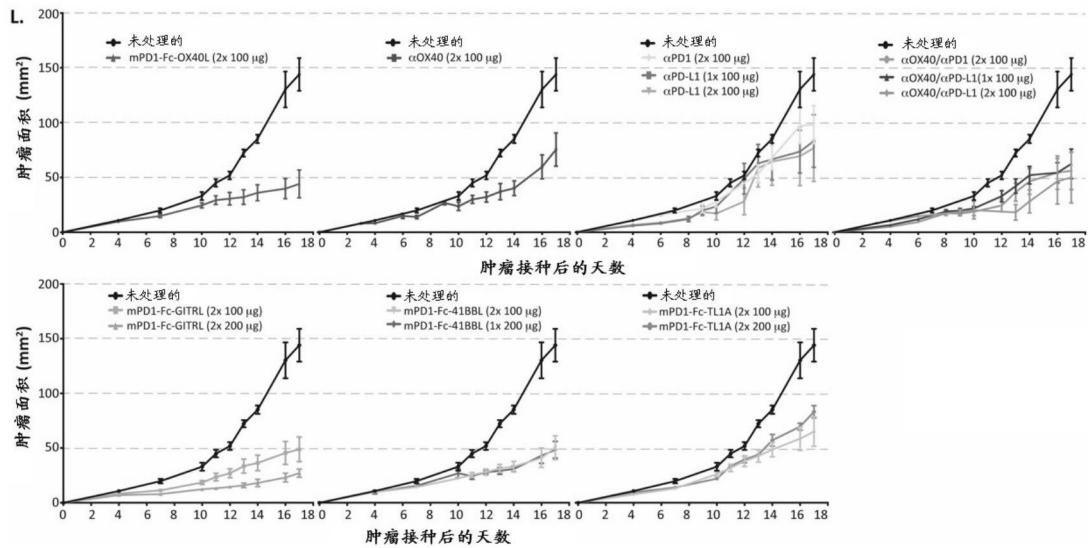 L.
200
150
100
50
0
肿瘤面积 (mm²)
未处理的
mPD1-Fc-OX40L (2x 100 μg)
0 2 4 6 8 10 12 14 16 18
未处理的
αOX40 (2x 100 μg)
0 2 4 6 8 10 12 14 16 18
未处理的
αPD1 (2x 100 μg)
αPD-L1 (1x 100 μg)
αPD-L1 (2x 100 μg)
0 2 4 6 8 10 12 14 16 18
未处理的
αOX40/αPD1 (2x 100 μg)
αOX40/αPD-L1(1x 100 μg)
αOX40/αPD-L1 (2x 100 μg)
0 2 4 6 8 10 12 14 16 18
肿瘤接种后的天数
200
150
100
50
0
肿瘤面积 (mm²)
未处理的
mPD1-Fc-GITRL (2x 100 μg)
mPD1-Fc-GITRL (2x 200 μg)
0 2 4 6 8 10 12 14 16 18
未处理的
mPD1-Fc-41BBL (2x 100 μg)
mPD1-Fc-41BBL (1x 200 μg)
0 2 4 6 8 10 12 14 16 18
未处理的
mPD1-Fc-TL1A (2x 100 μg)
mPD1-Fc-TL1A (2x 200 μg)
0 2 4 6 8 10 12 14 16 18
肿瘤接种后的天数